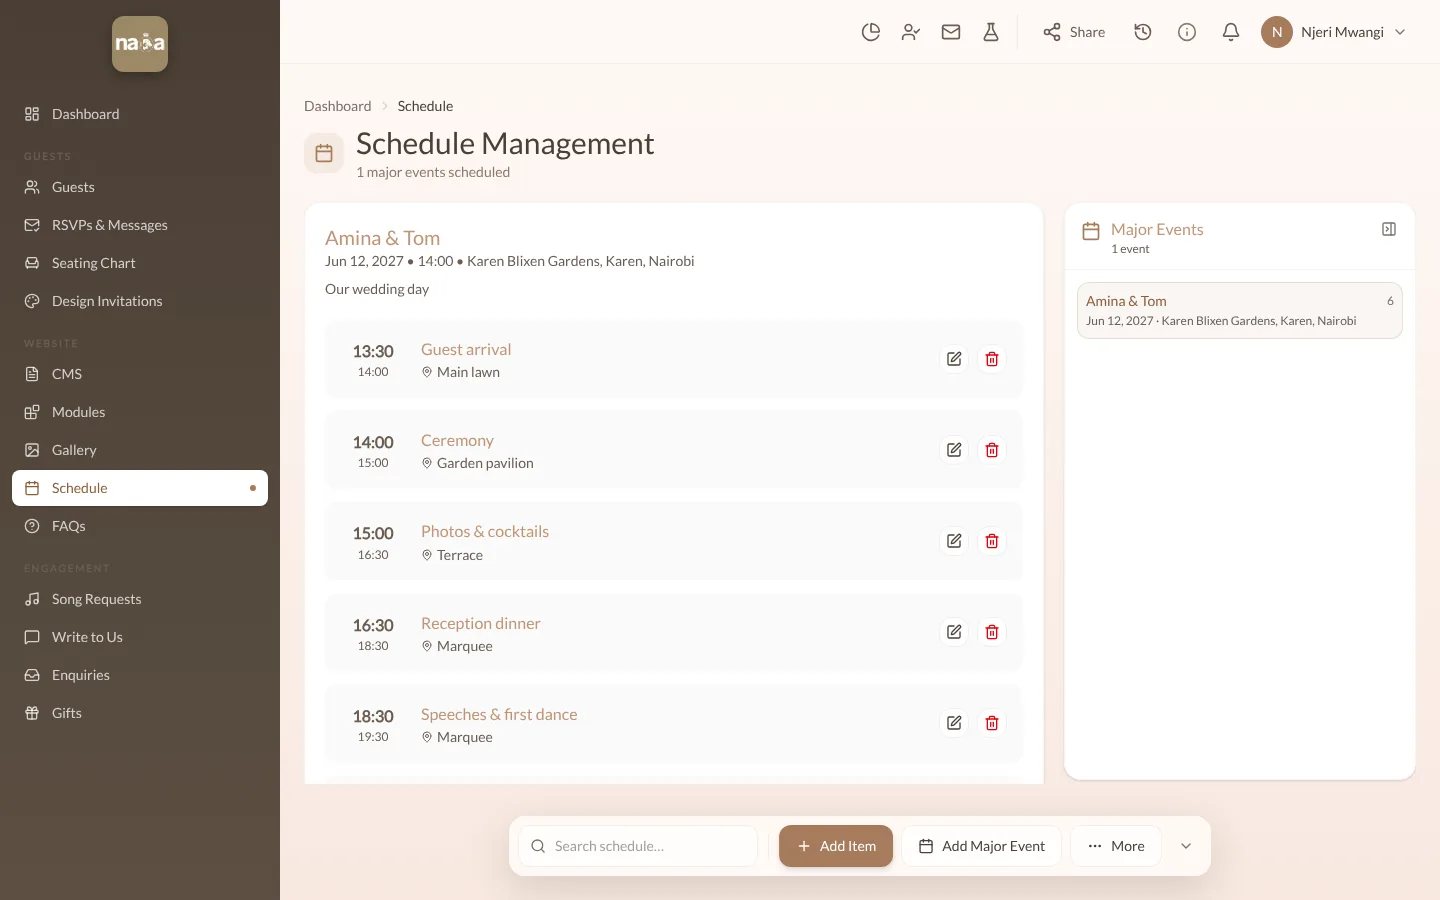 Dashboard
GUESTS
Guests
RSVPs & Messages
Seating Chart
Design Invitations
WEBSITE
CMS
Modules
Gallery
Schedule
FAQs
ENGAGEMENT
Song Requests
Write to Us
Enquiries
Gifts
Share
N
Njeri Mwangi
Dashboard
Schedule
Schedule Management
1 major events scheduled
Amina & Tom
Jun 12, 2027 • 14:00 • Karen Blixen Gardens, Karen, Nairobi
Our wedding day
13:30
14:00
Guest arrival
Main lawn
14:00
15:00
Ceremony
Garden pavilion
15:00
16:30
Photos & cocktails
Terrace
16:30
18:30
Reception dinner
Marquee
18:30
19:30
Speeches & first dance
Marquee
Major Events
1 event
Amina & Tom
6
Jun 12, 2027 · Karen Blixen Gardens, Karen, Nairobi
Search schedule...
Add Item
Add Major Event
More